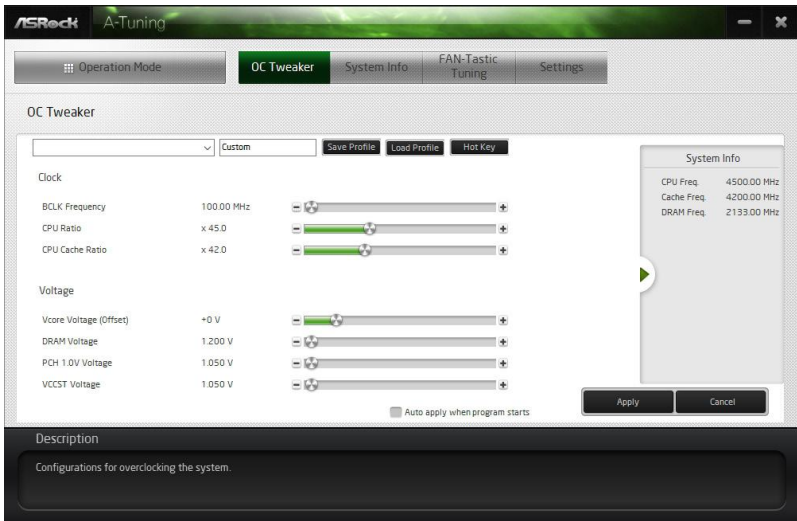 ASRock A-Tuning
Operation Mode
OC Tweaker
System Info
FAN-Tastic
Tuning
Settings
OC Tweaker
Custom
Save Profile
Load Profile
Hot Key
Clock
BCLK Frequency 100.00 MHz
CPU Ratio x 45.0
CPU Cache Ratio x 42.0
Voltage
Vcore Voltage (Offset) +0 V
DRAM Voltage 1.200 V
PCH 1.0V Voltage 1.050 V
VCCST Voltage 1.050 V
Auto apply when program starts
System Info
CPU Freq. 4500.00 MHz
Cache Freq. 4200.00 MHz
DRAM Freq. 2133.00 MHz
Apply
Cancel
Description
Configurations for overclocking the system.